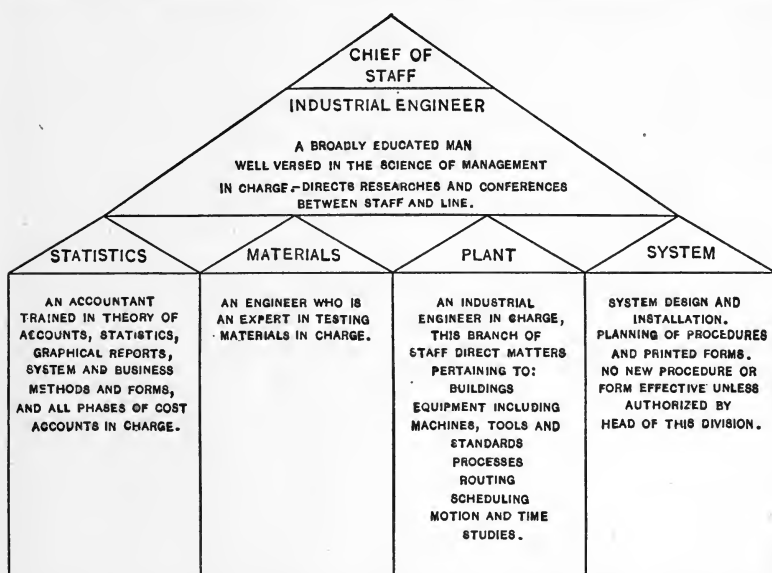 CHIEF OF
STAFF
INDUSTRIAL ENGINEER
A BROADLY EDUCATED MAN
WELL VERSED IN THE SCIENCE OF MANAGEMENT
IN CHARGE.—DIRECTS RESEARCHES AND CONFERENCES
BETWEEN STAFF AND LINE.
STATISTICS
AN ACCOUNTANT
TRAINED IN THEORY OF
ACCOUNTS, STATISTICS,
GRAPHICAL REPORTS,
SYSTEM AND BUSINESS
METHODS AND FORMS,
AND ALL PHASES OF COST
ACCOUNTS IN CHARGE.
MATERIALS
AN ENGINEER WHO IS
AN EXPERT IN TESTING
MATERIALS IN CHARGE.
PLANT
AN INDUSTRIAL
ENGINEER IN CHARGE,
THIS BRANCH OF
STAFF DIRECT MATTERS
PERTAINING TO:
BUILDINGS
EQUIPMENT INCLUDING
MACHINES, TOOLS AND
STANDARDS
PROCESSES
ROUTING
SCHEDULING
MOTION AND TIME
STUDIES.
SYSTEM
SYSTEM DESIGN AND
INSTALLATION.
PLANNING OF PROCEDURES
AND PRINTED FORMS.
NO NEW PROCEDURE OR
FORM EFFECTIVE UNLESS
AUTHORIZED BY
HEAD OF THIS DIVISION.